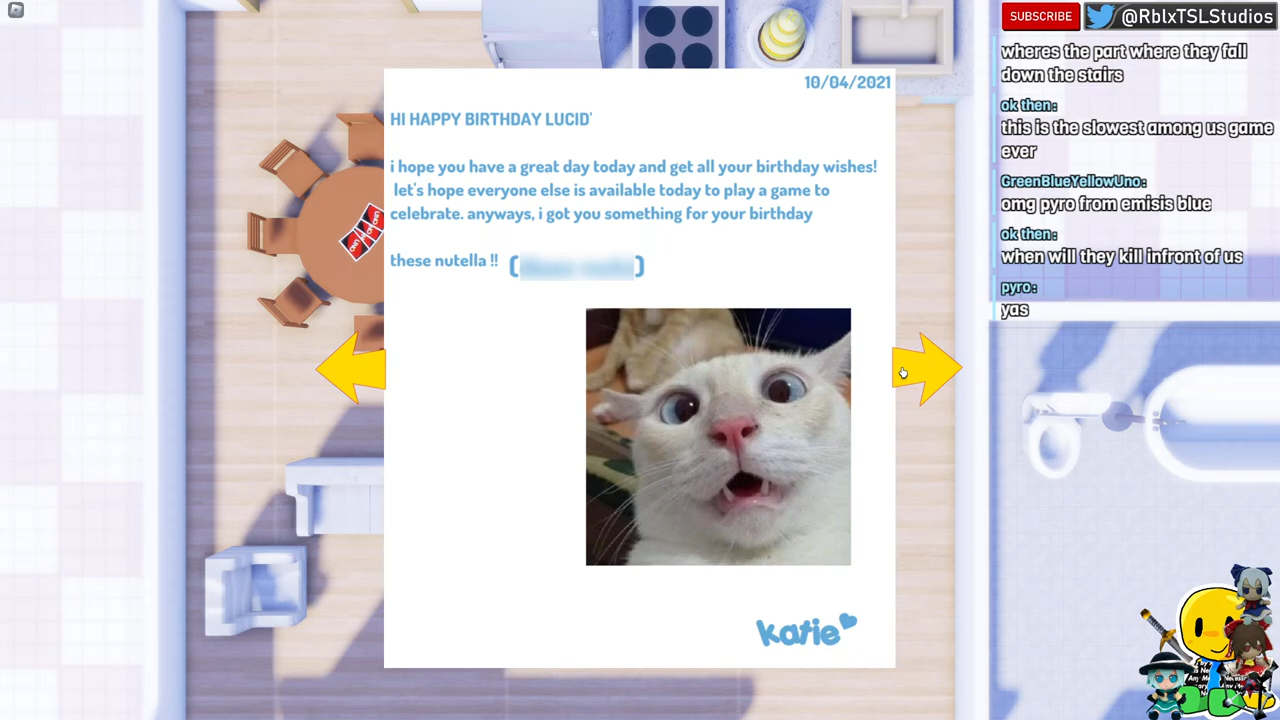 SUBSCRIBE
@RblxTSLStudios
wheres the part where they fall
down the stairs
ok then:
this is the slowest among us game
ever
GreenBlueYellowUno:
omg pyro from emisis blue
ok then:
when will they kill infront of us
pyro:
yas
10/04/2021
HI HAPPY BIRTHDAY LUCID'
i hope you have a great day today and get all your birthday wishes!
let's hope everyone else is available today to play a game to
celebrate. anyways, i got you something for your birthday
these nutella !! ( )
katie